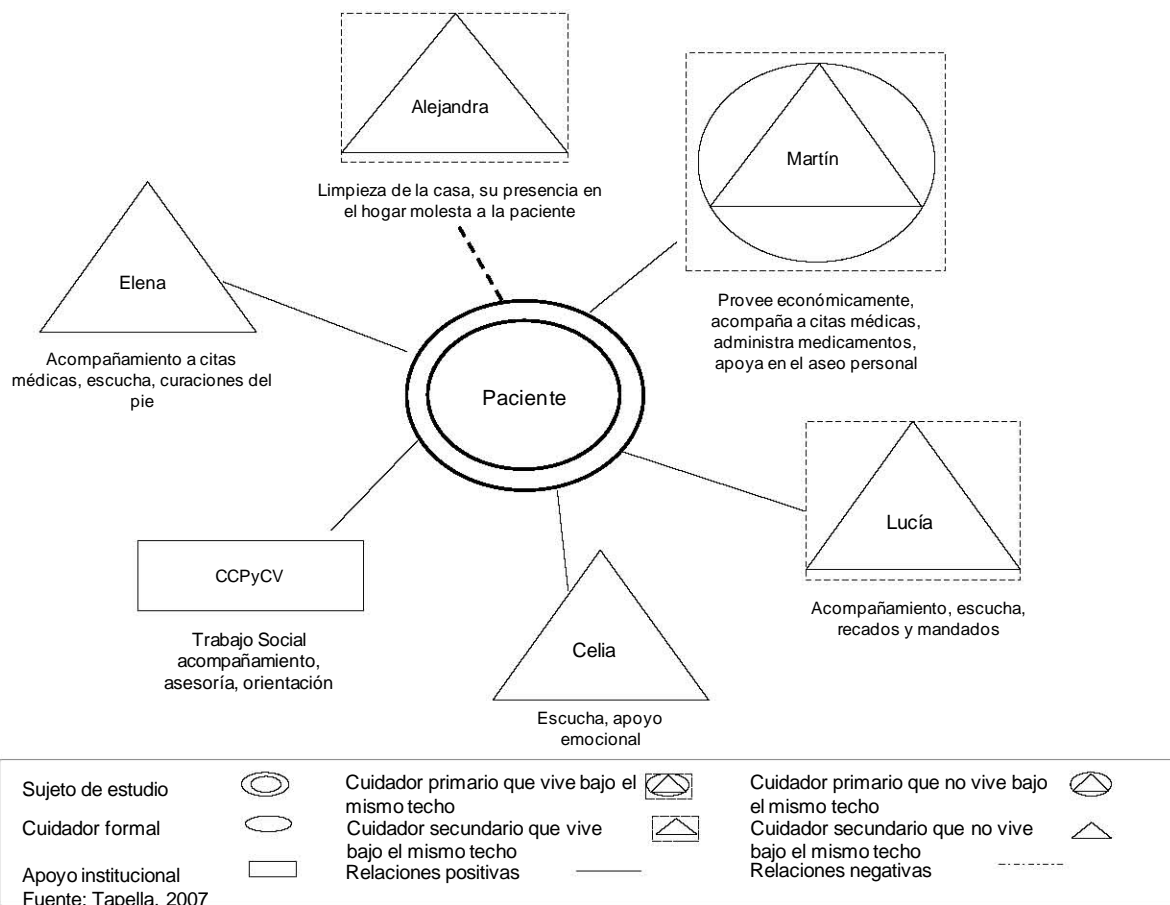 Alejandra
Limpieza de la casa, su presencia en
el hogar molesta a la paciente
Martín
Provee económicamente,
acompaña a citas médicas,
administra medicamentos,
apoya en el aseo personal
Elena
Acompañamiento a citas
médicas, escucha, curaciones del
pie
Paciente
Lucía
Acompañamiento, escucha,
recados y mandados
CCPyCV
Trabajo Social
acompañamiento,
asesoría, orientación
Celia
Escucha, apoyo
emocional
Sujeto de estudio
Cuidador formal
Apoyo institucional
Fuente: Tapella, 2007
Cuidador primario que vive bajo el
mismo techo
Cuidador secundario que vive
bajo el mismo techo
Relaciones positivas
Cuidador primario que no vive bajo
el mismo techo
Cuidador secundario que no vive
bajo el mismo techo
Relaciones negativas